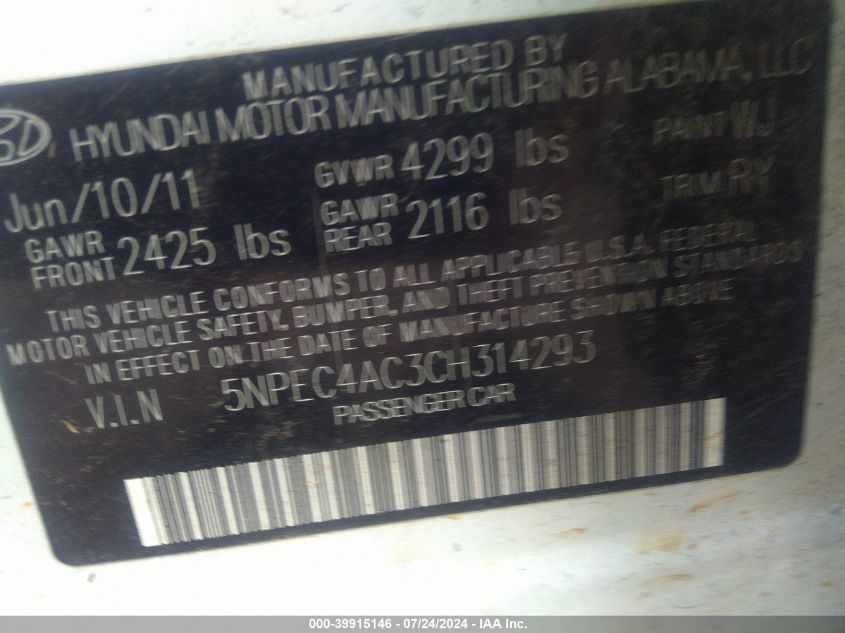 MANUFACTURED BY
HYUNDAI MOTOR MANUFACTURING ALABAMA, LLC
Jun/10/11 GVWR 4299 lbs PAINT WJ
GAWR FRONT 2425 lbs GAWR REAR 2116 lbs TRIM RY
THIS VEHICLE CONFORMS TO ALL APPLICABLE U.S.A. FEDERAL
MOTOR VEHICLE SAFETY, BUMPER, AND THEFT PREVENTION STANDARDS
IN EFFECT ON THE DATE OF MANUFACTURE SHOWN ABOVE
V.I.N 5NPEC4AC3CH314293
PASSENGER CAR
000-39915146 - 07/24/2024 - IAA Inc.